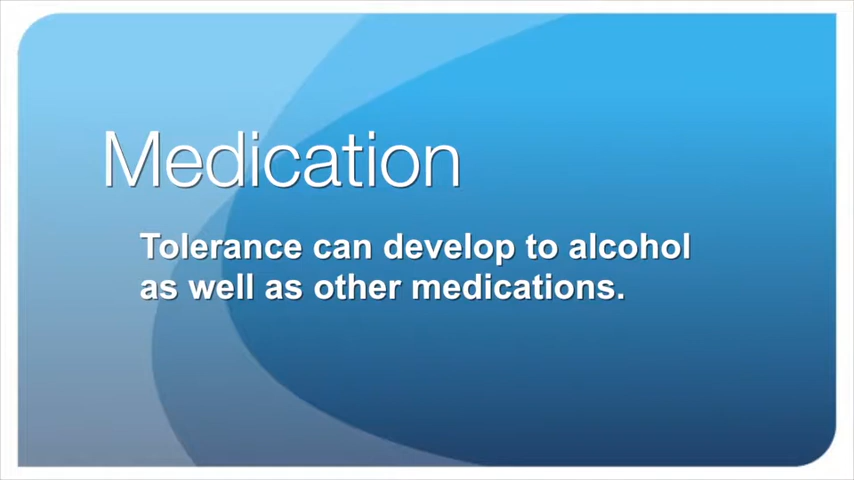 Medication
Tolerance can develop to alcohol
as well as other medications.